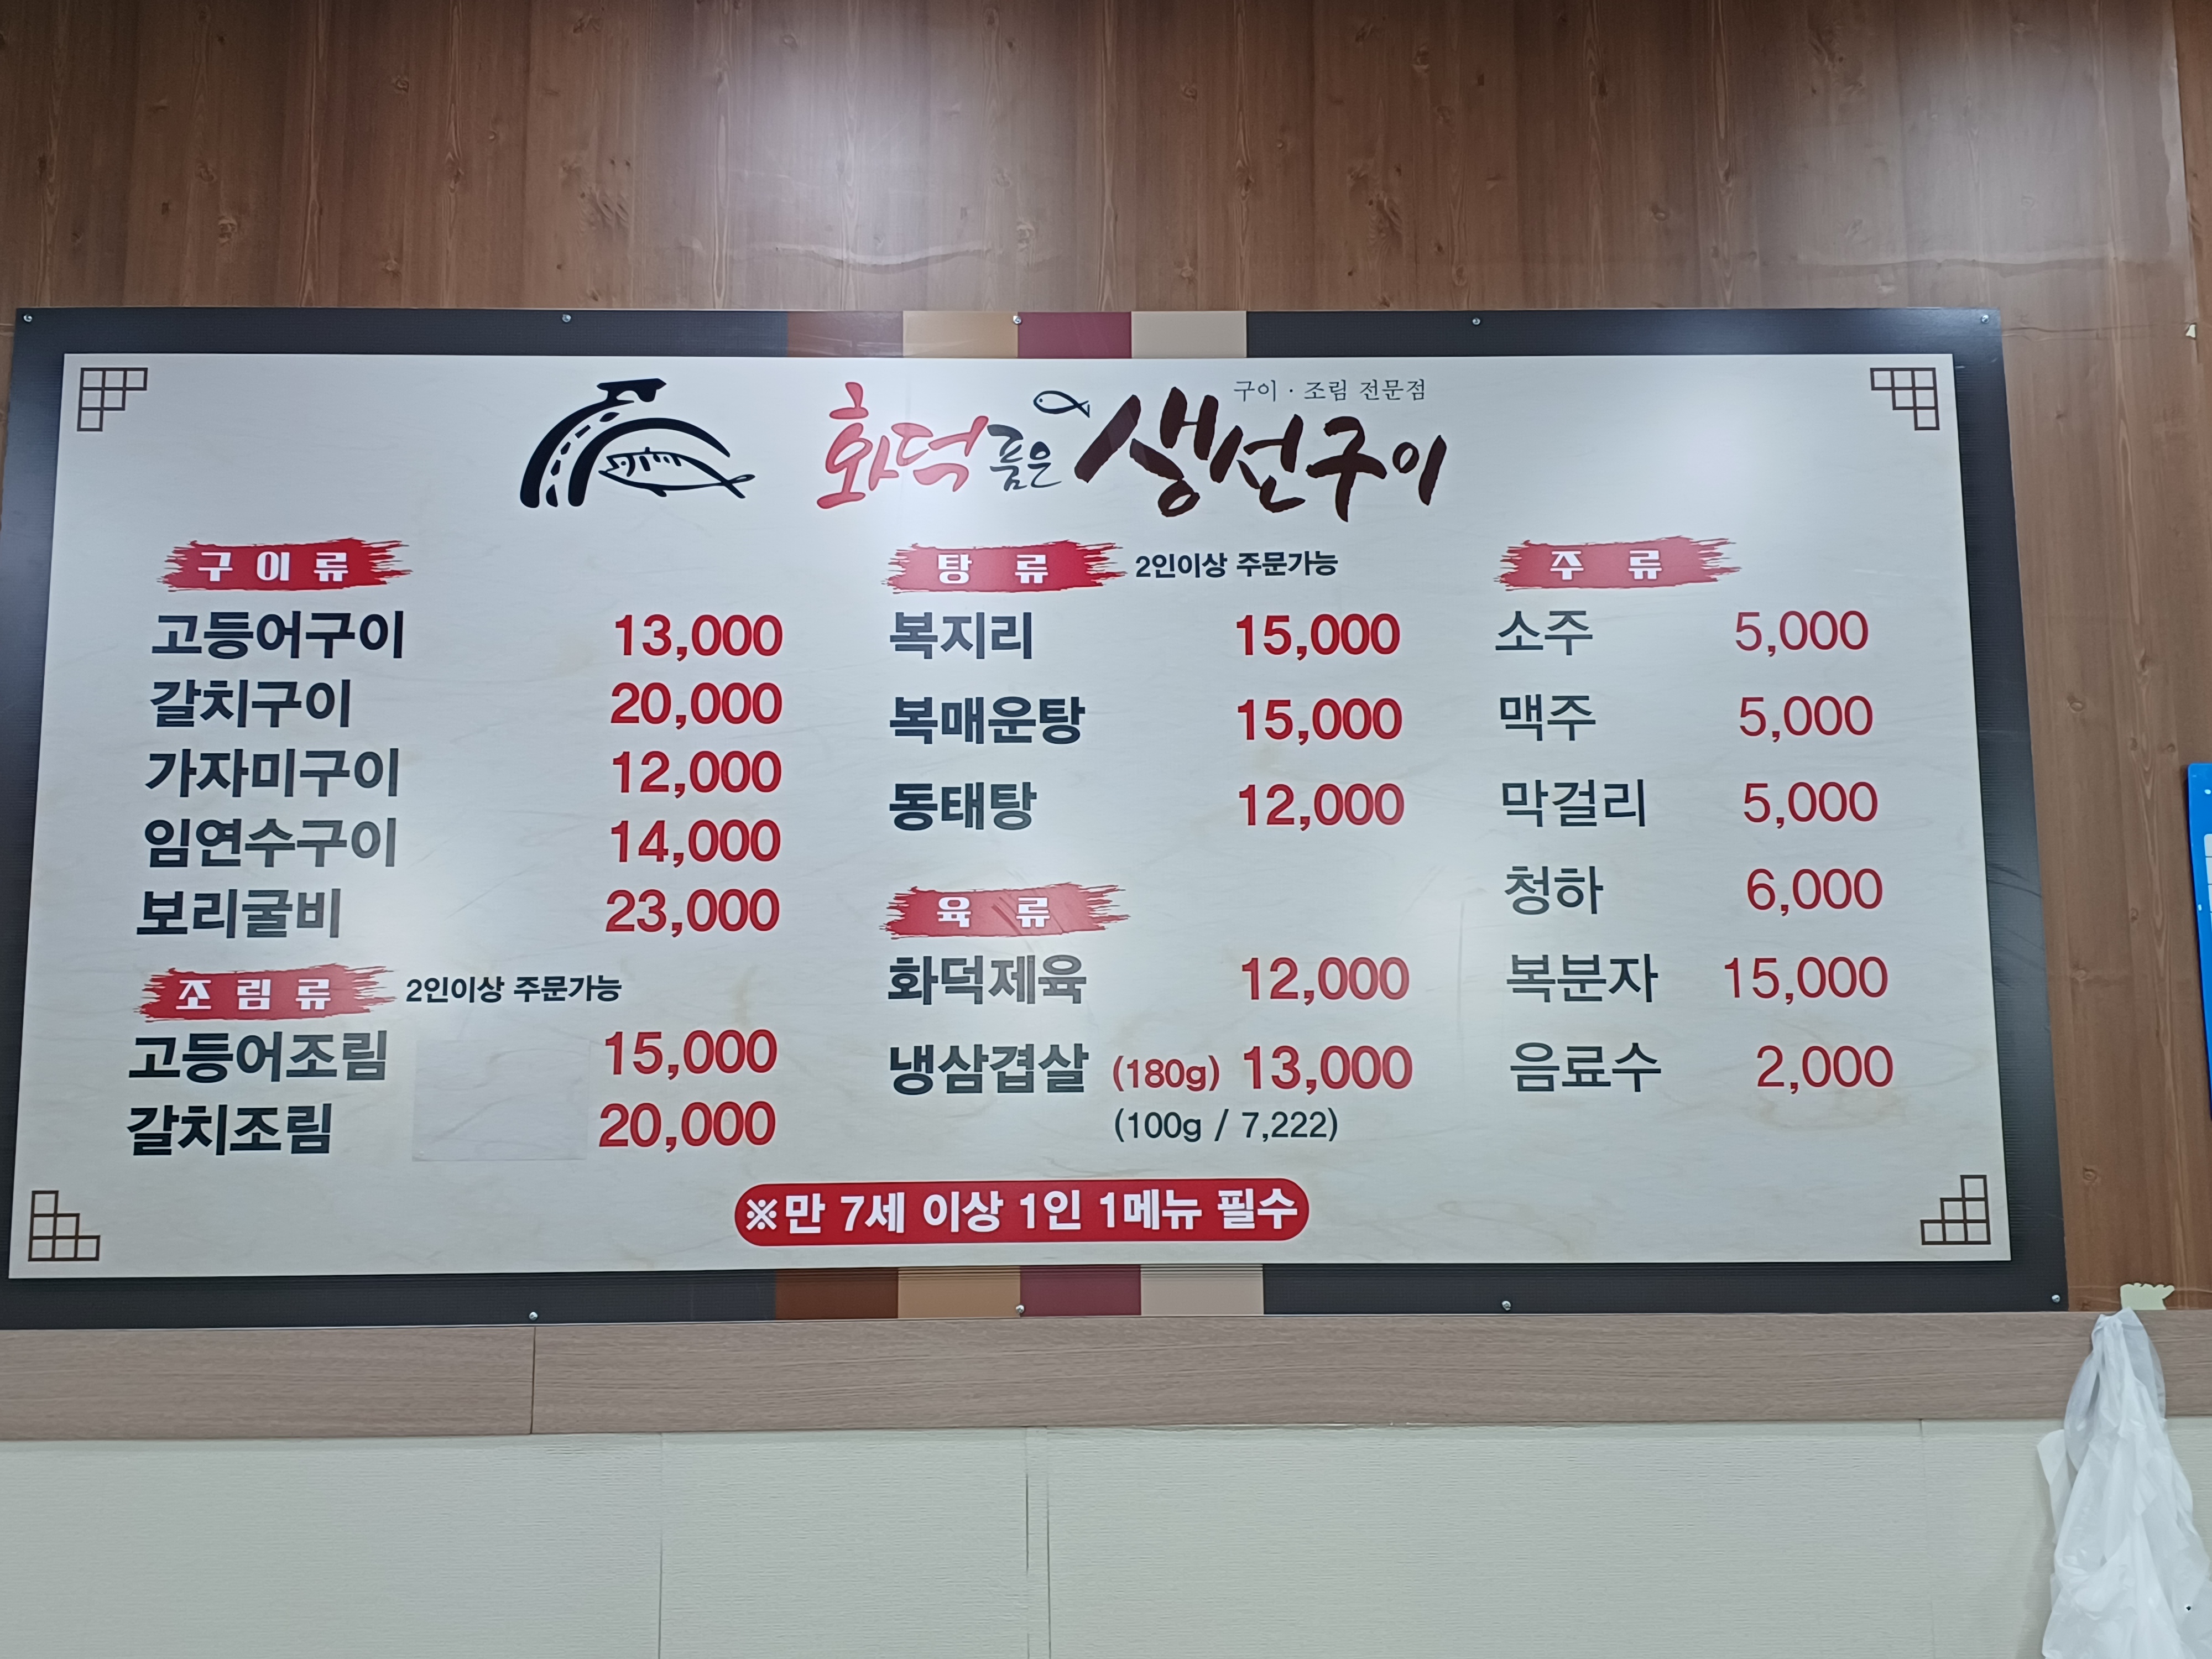 구이 · 조림 전문점
화덕품은 생선구이
구이류
고등어구이 13,000
갈치구이 20,000
가자미구이 12,000
임연수구이 14,000
보리굴비 23,000
조림류 2인이상 주문가능
고등어조림 15,000
갈치조림 20,000
탕 류 2인이상 주문가능
복지리 15,000
복매운탕 15,000
동태탕 12,000
육 류
화덕제육 12,000
냉삼겹살 (180g) 13,000
(100g / 7,222)
주 류
소주 5,000
맥주 5,000
막걸리 5,000
청하 6,000
복분자 15,000
음료수 2,000
※만 7세 이상 1인 1메뉴 필수